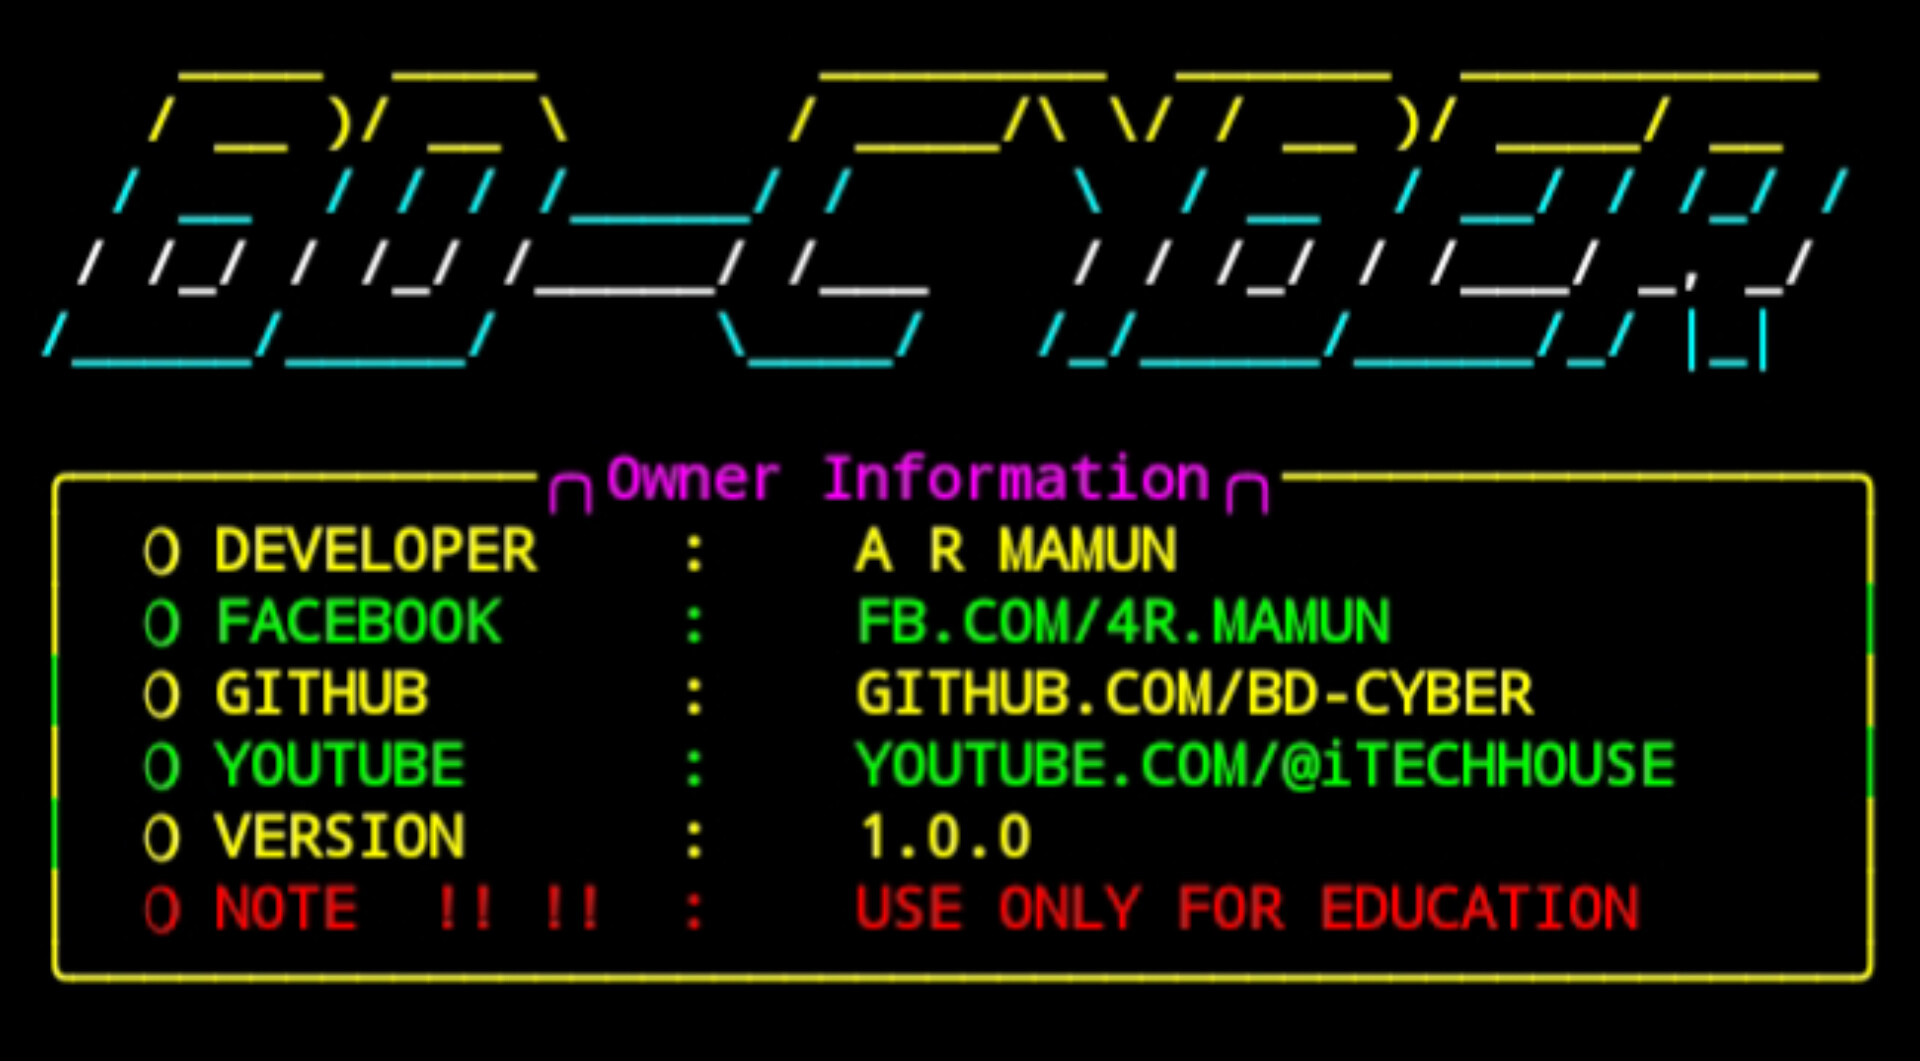 BD-CYBER
Owner Information
O DEVELOPER : A R MAMUN
O FACEBOOK : FB.COM/4R.MAMUN
O GITHUB : GITHUB.COM/BD-CYBER
O YOUTUBE : YOUTUBE.COM/@iTECHHOUSE
O VERSION : 1.0.0
O NOTE !! !! : USE ONLY FOR EDUCATION